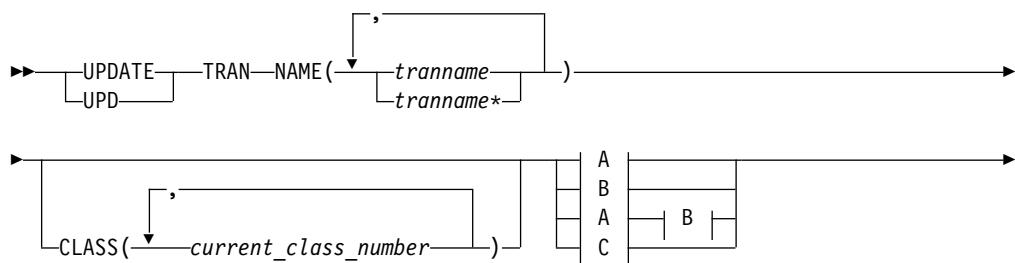 ,
UPDATE TRAN NAME( tranname )
UPD tranname*
A
B
, A B
CLASS( current_class_number ) C